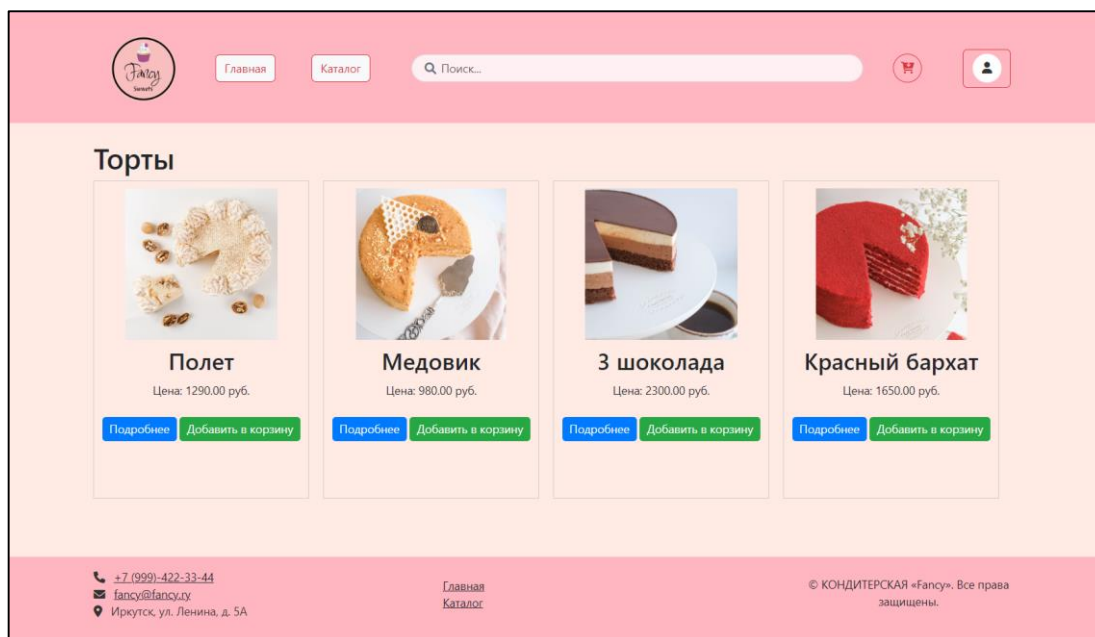 Fancy
Sweets
Главная
Каталог
Поиск...
Торты
Полет
Цена: 1290.00 руб.
Подробнее
Добавить в корзину
Медовик
Цена: 980.00 руб.
Подробнее
Добавить в корзину
3 шоколада
Цена: 2300.00 руб.
Подробнее
Добавить в корзину
Красный бархат
Цена: 1650.00 руб.
Подробнее
Добавить в корзину
+7 (999)-422-33-44
fancy@fancy.ry
Иркутск, ул. Ленина, д. 5А
Главная
Каталог
© КОНДИТЕРСКАЯ «Fancy». Все права
защищены.